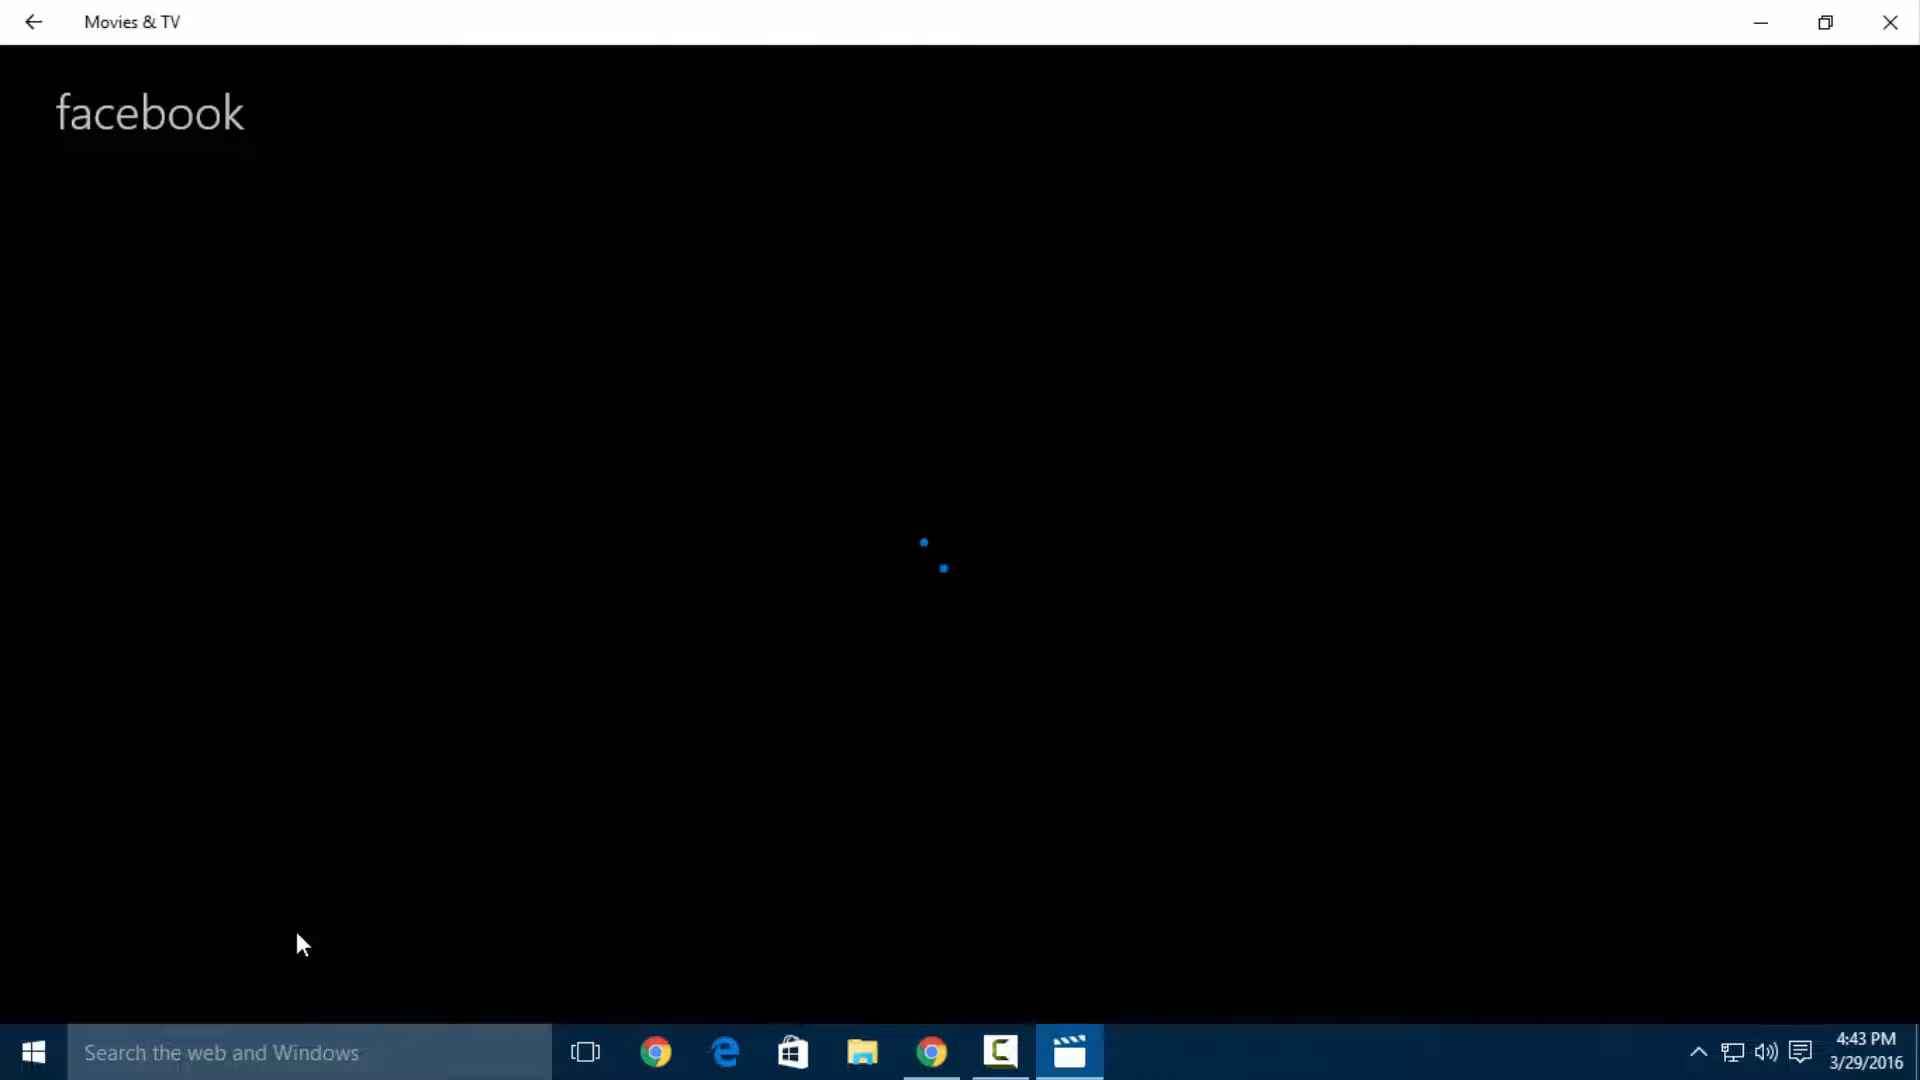 Movies & TV
facebook
Search the web and Windows
4:43 PM
3/29/2016